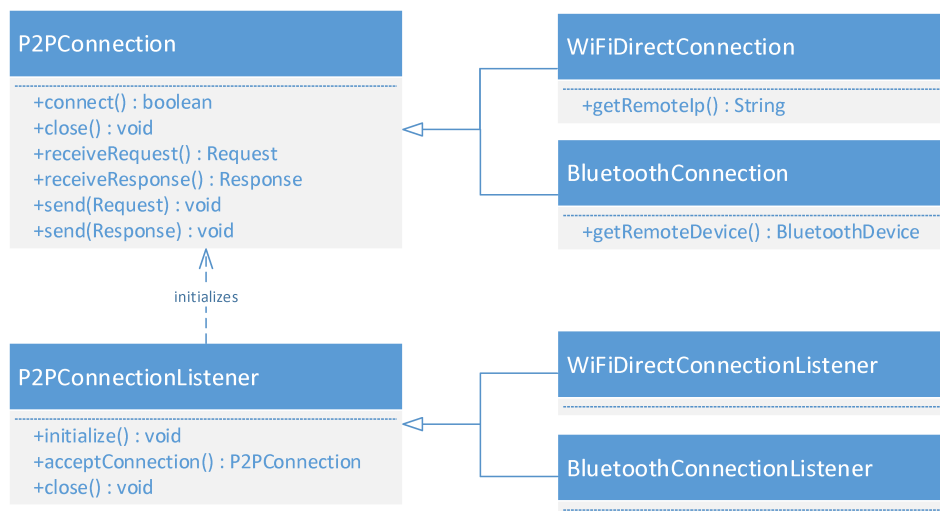 P2PConnection
+connect() : boolean
+close() : void
+receiveRequest() : Request
+receiveResponse() : Response
+send(Request) : void
+send(Response) : void
WiFiDirectConnection
+getRemoteIp() : String
BluetoothConnection
+getRemoteDevice() : BluetoothDevice
initializes
P2PConnectionListener
+initialize() : void
+acceptConnection() : P2PConnection
+close() : void
WiFiDirectConnectionListener
BluetoothConnectionListener